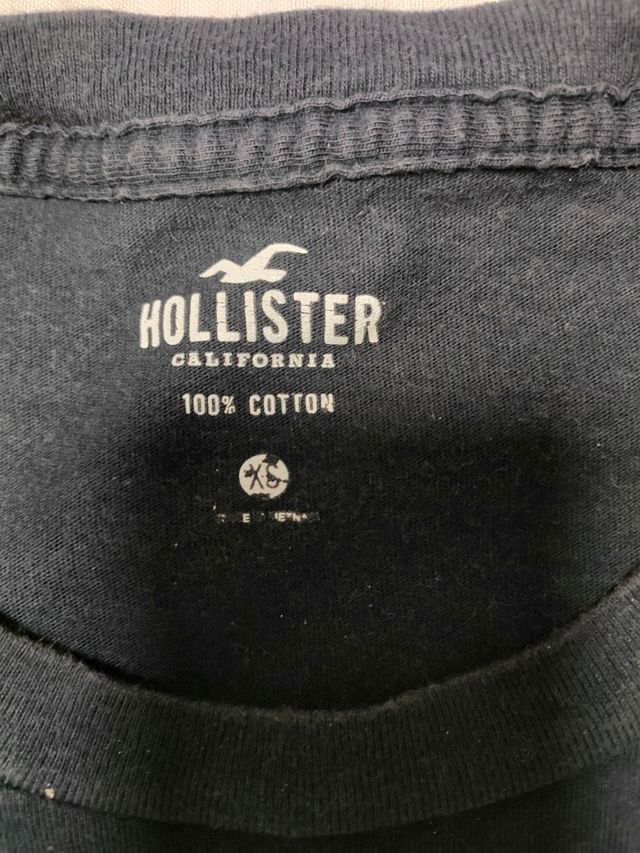 HOLLISTER
CALIFORNIA
100% COTTON
XS